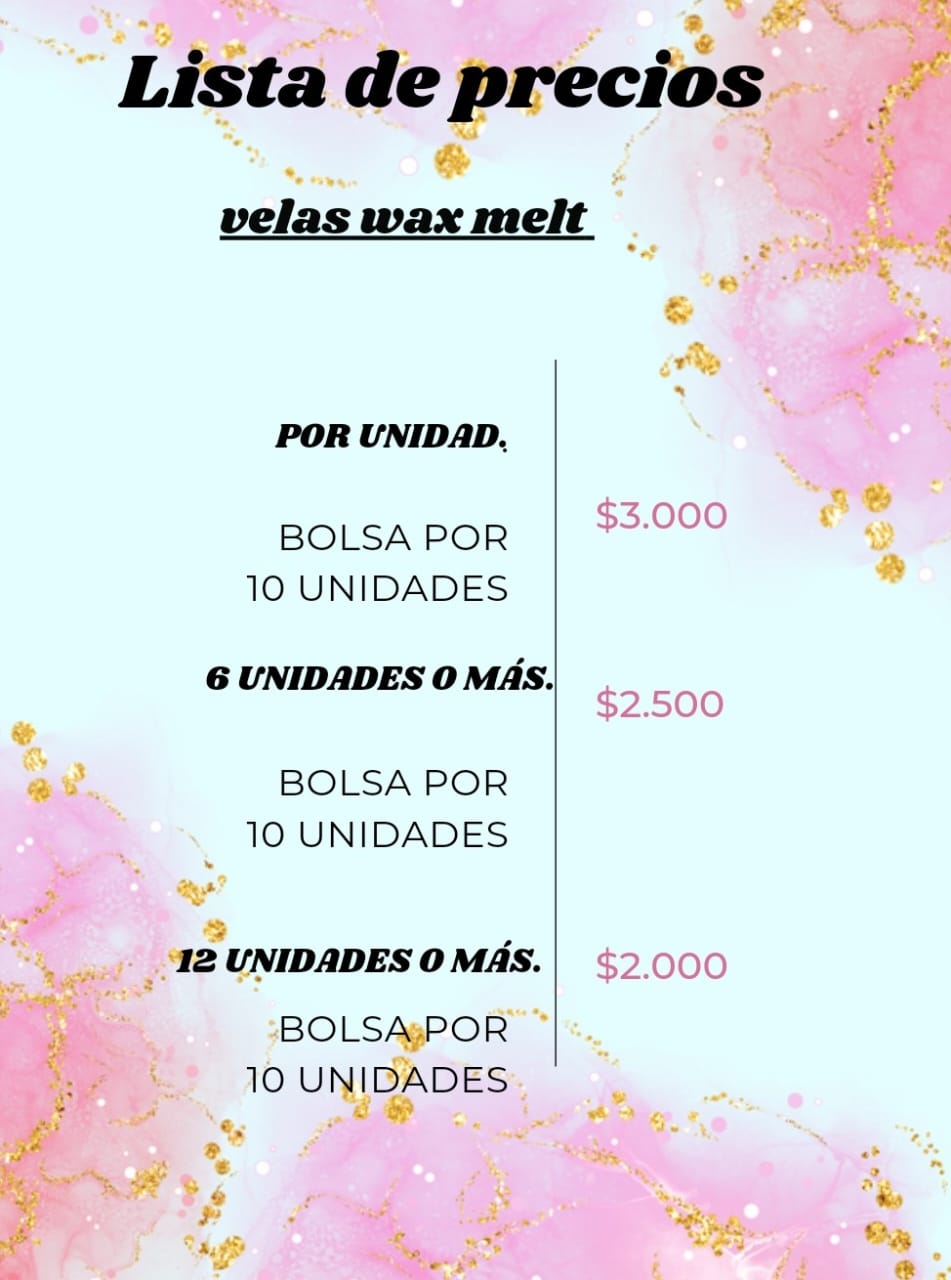 Lista de precios
velas wax melt
POR UNIDAD.
$3.000
BOLSA POR
10 UNIDADES
6 UNIDADES O MÁS.
$2.500
BOLSA POR
10 UNIDADES
12 UNIDADES O MÁS.
$2.000
BOLSA POR
10 UNIDADES